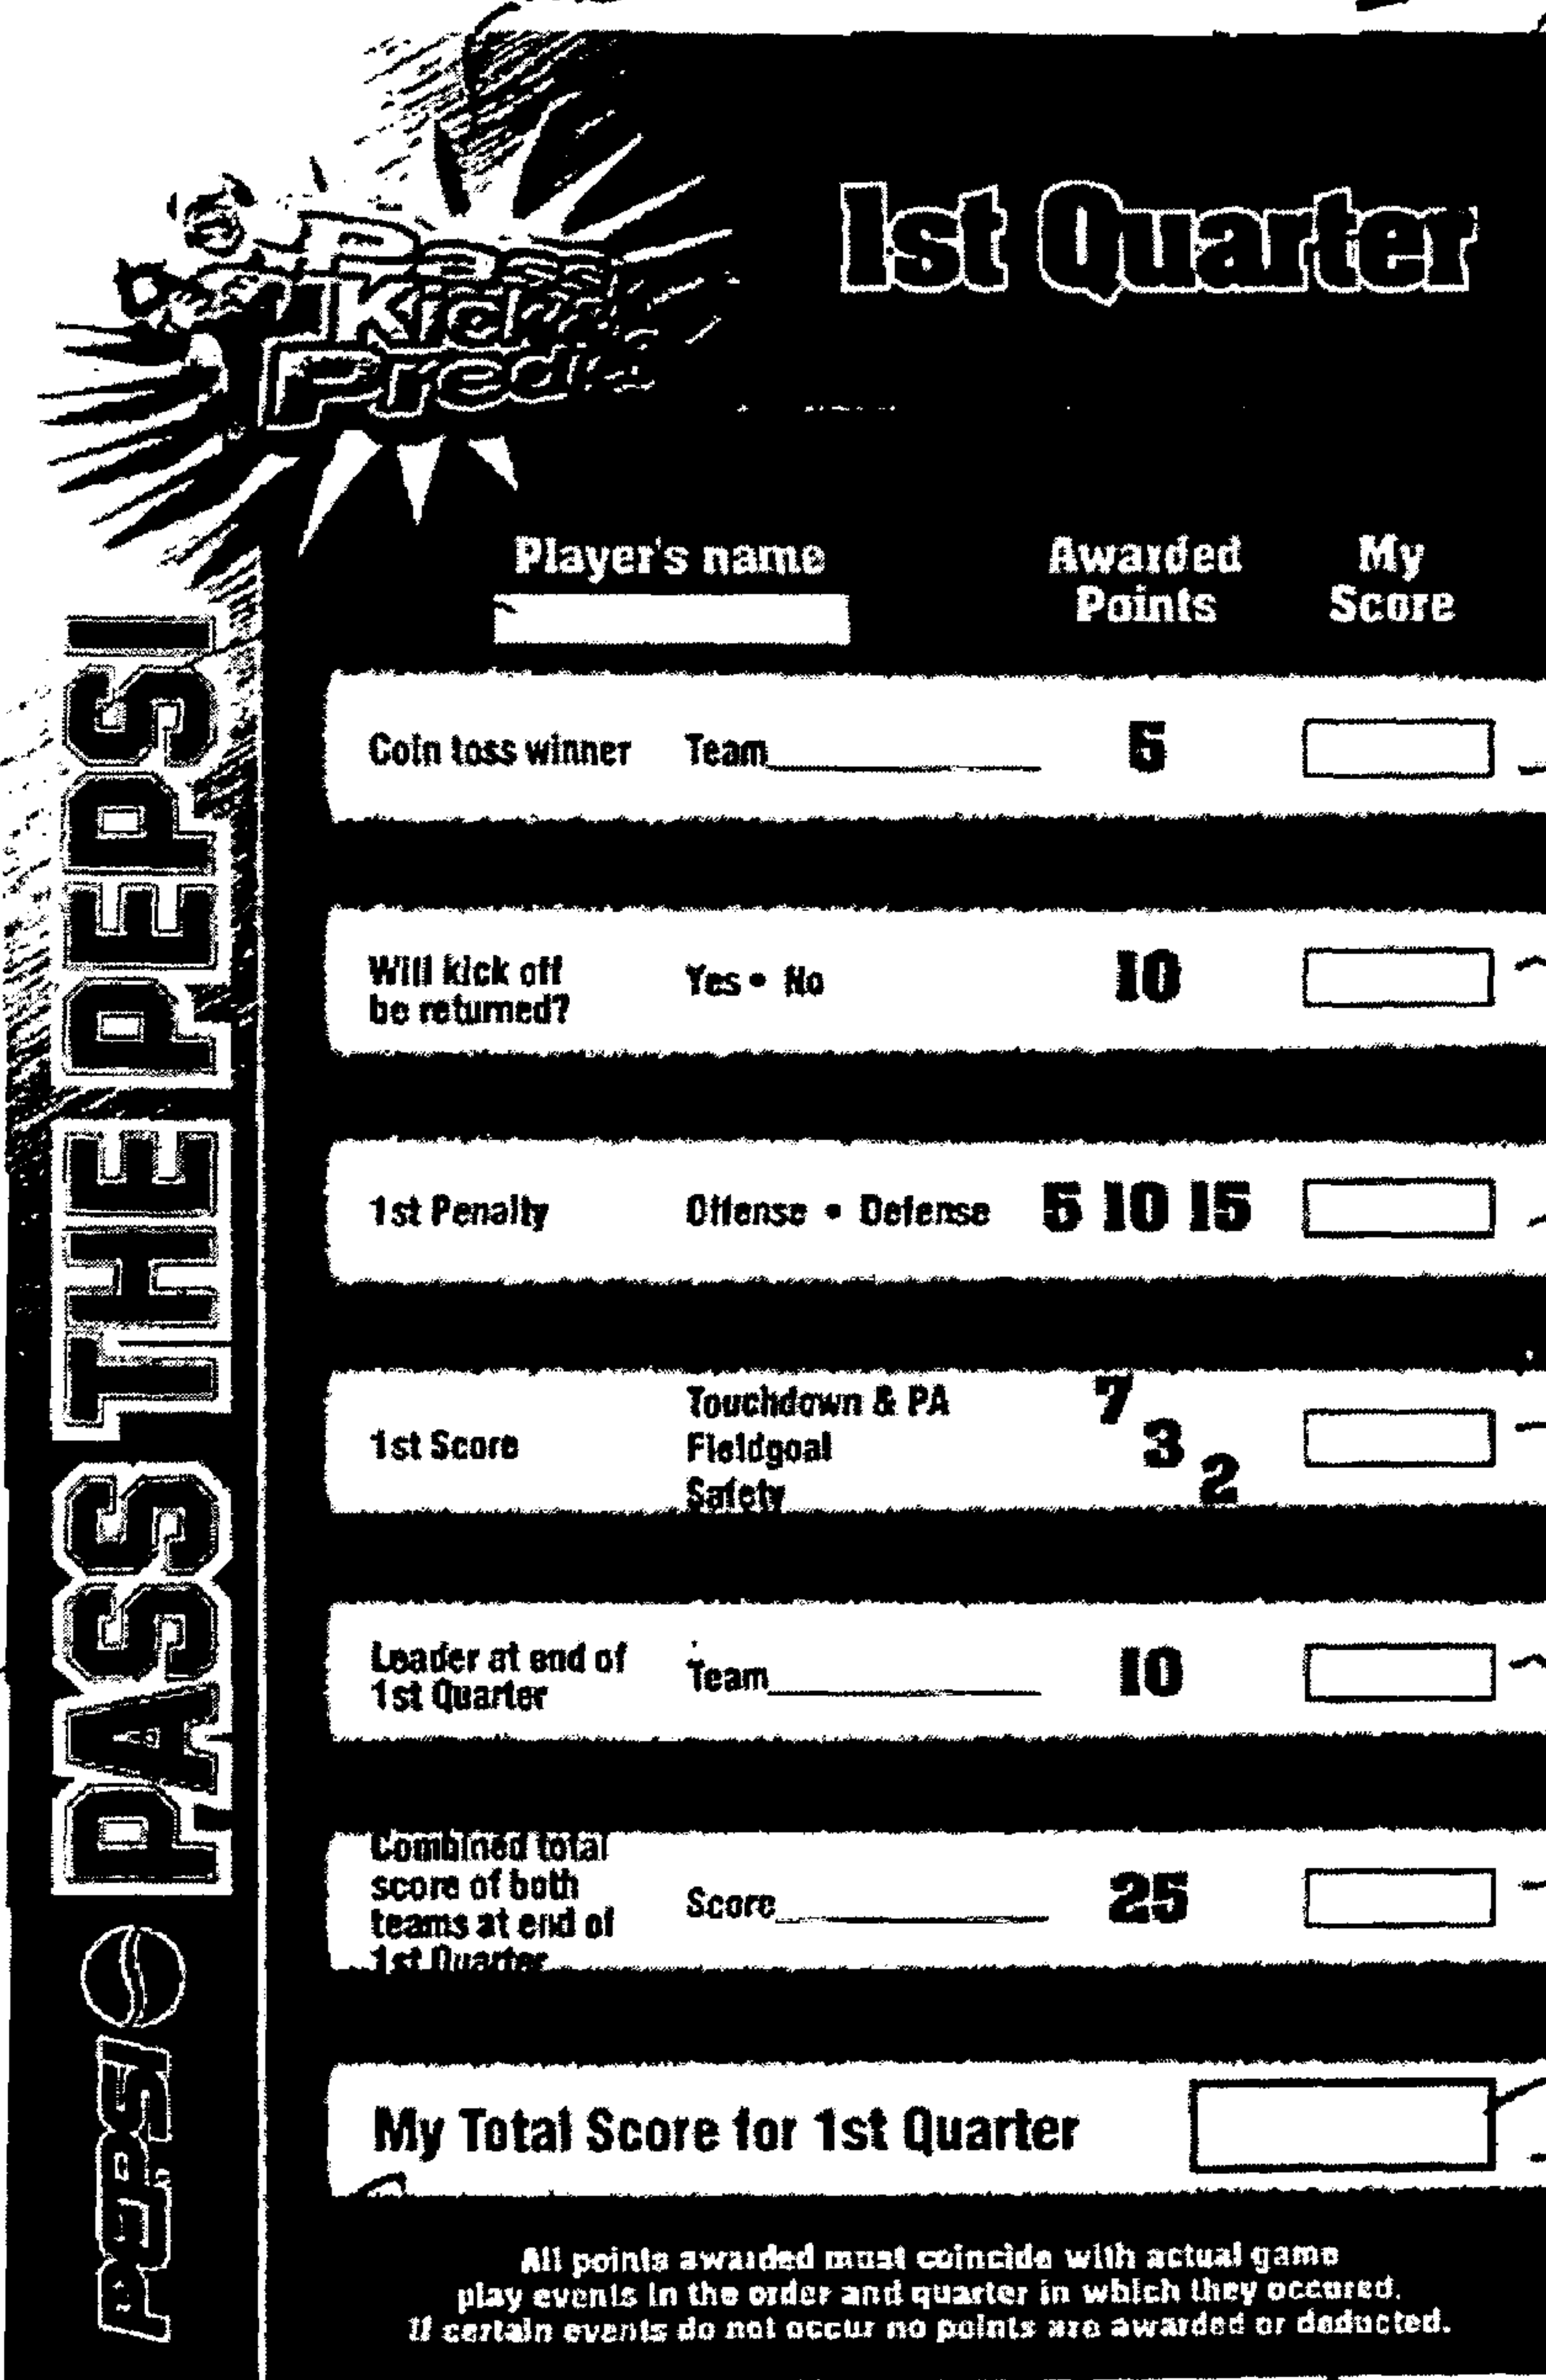 Pass
Kick &
Predict
1st Quarter
Player's name
Awarded
Points
My
Score
Coin toss winner Team 5
Will kick off
be returned? Yes • No 10
1st Penalty Offense • Defense 5 10 15
1st Score
Touchdown & PA 7
Fieldgoal 3
Safety 2
Leader at end of
1st Quarter Team 10
Combined total
score of both
teams at end of
1st Quarter
Score 25
My Total Score for 1st Quarter
All points awarded must coincide with actual game
play events in the order and quarter in which they occured.
If certain events do not occur no points are awarded or deducted.
PASS THE PEPSI
PEPSI